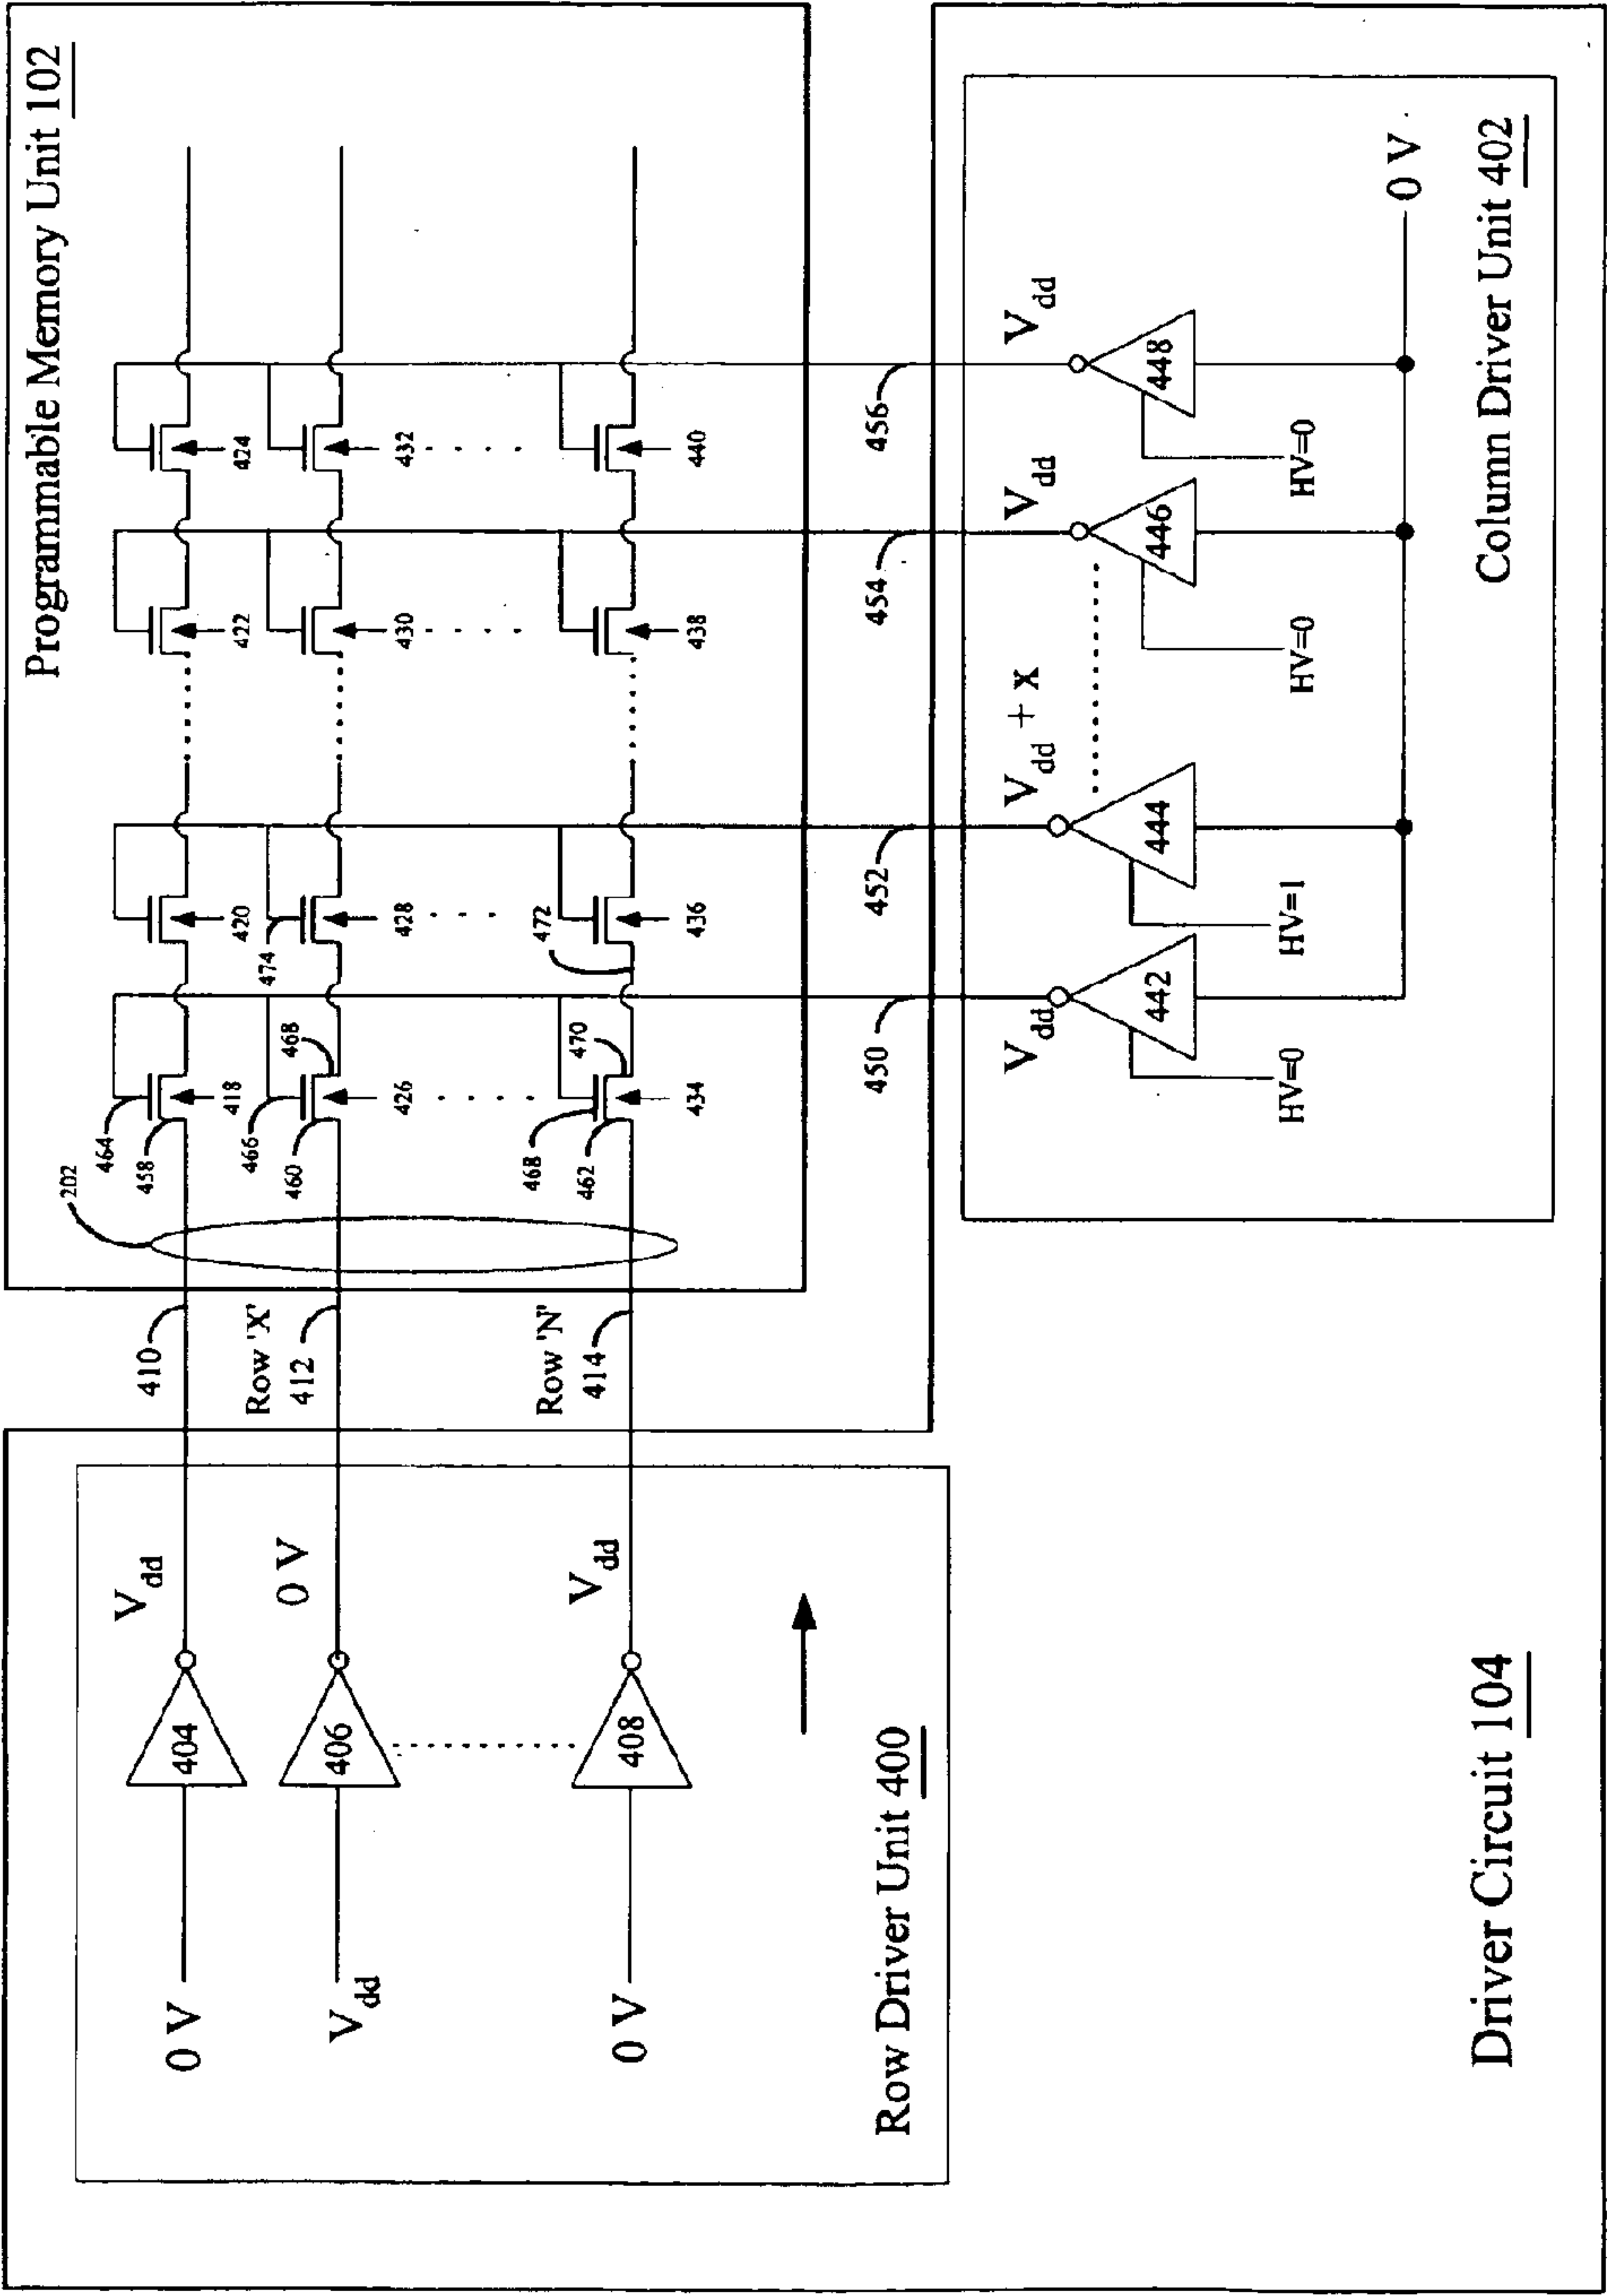 Programmable Memory Unit 102
202
464
458
418
420
422
424
466
460
468
426
474
428
430
432
468
462
470
434
472
436
438
440
410
Row 'X'
412
Row 'N'
414
450
452
454
456
0 V
404
V dd
V dd
406
0 V
0 V
408
V dd
Row Driver Unit 400
V dd
V dd + x
V dd
V dd
442
444
446
448
HV=0
HV=1
HV=0
HV=0
0 V
Column Driver Unit 402
Driver Circuit 104